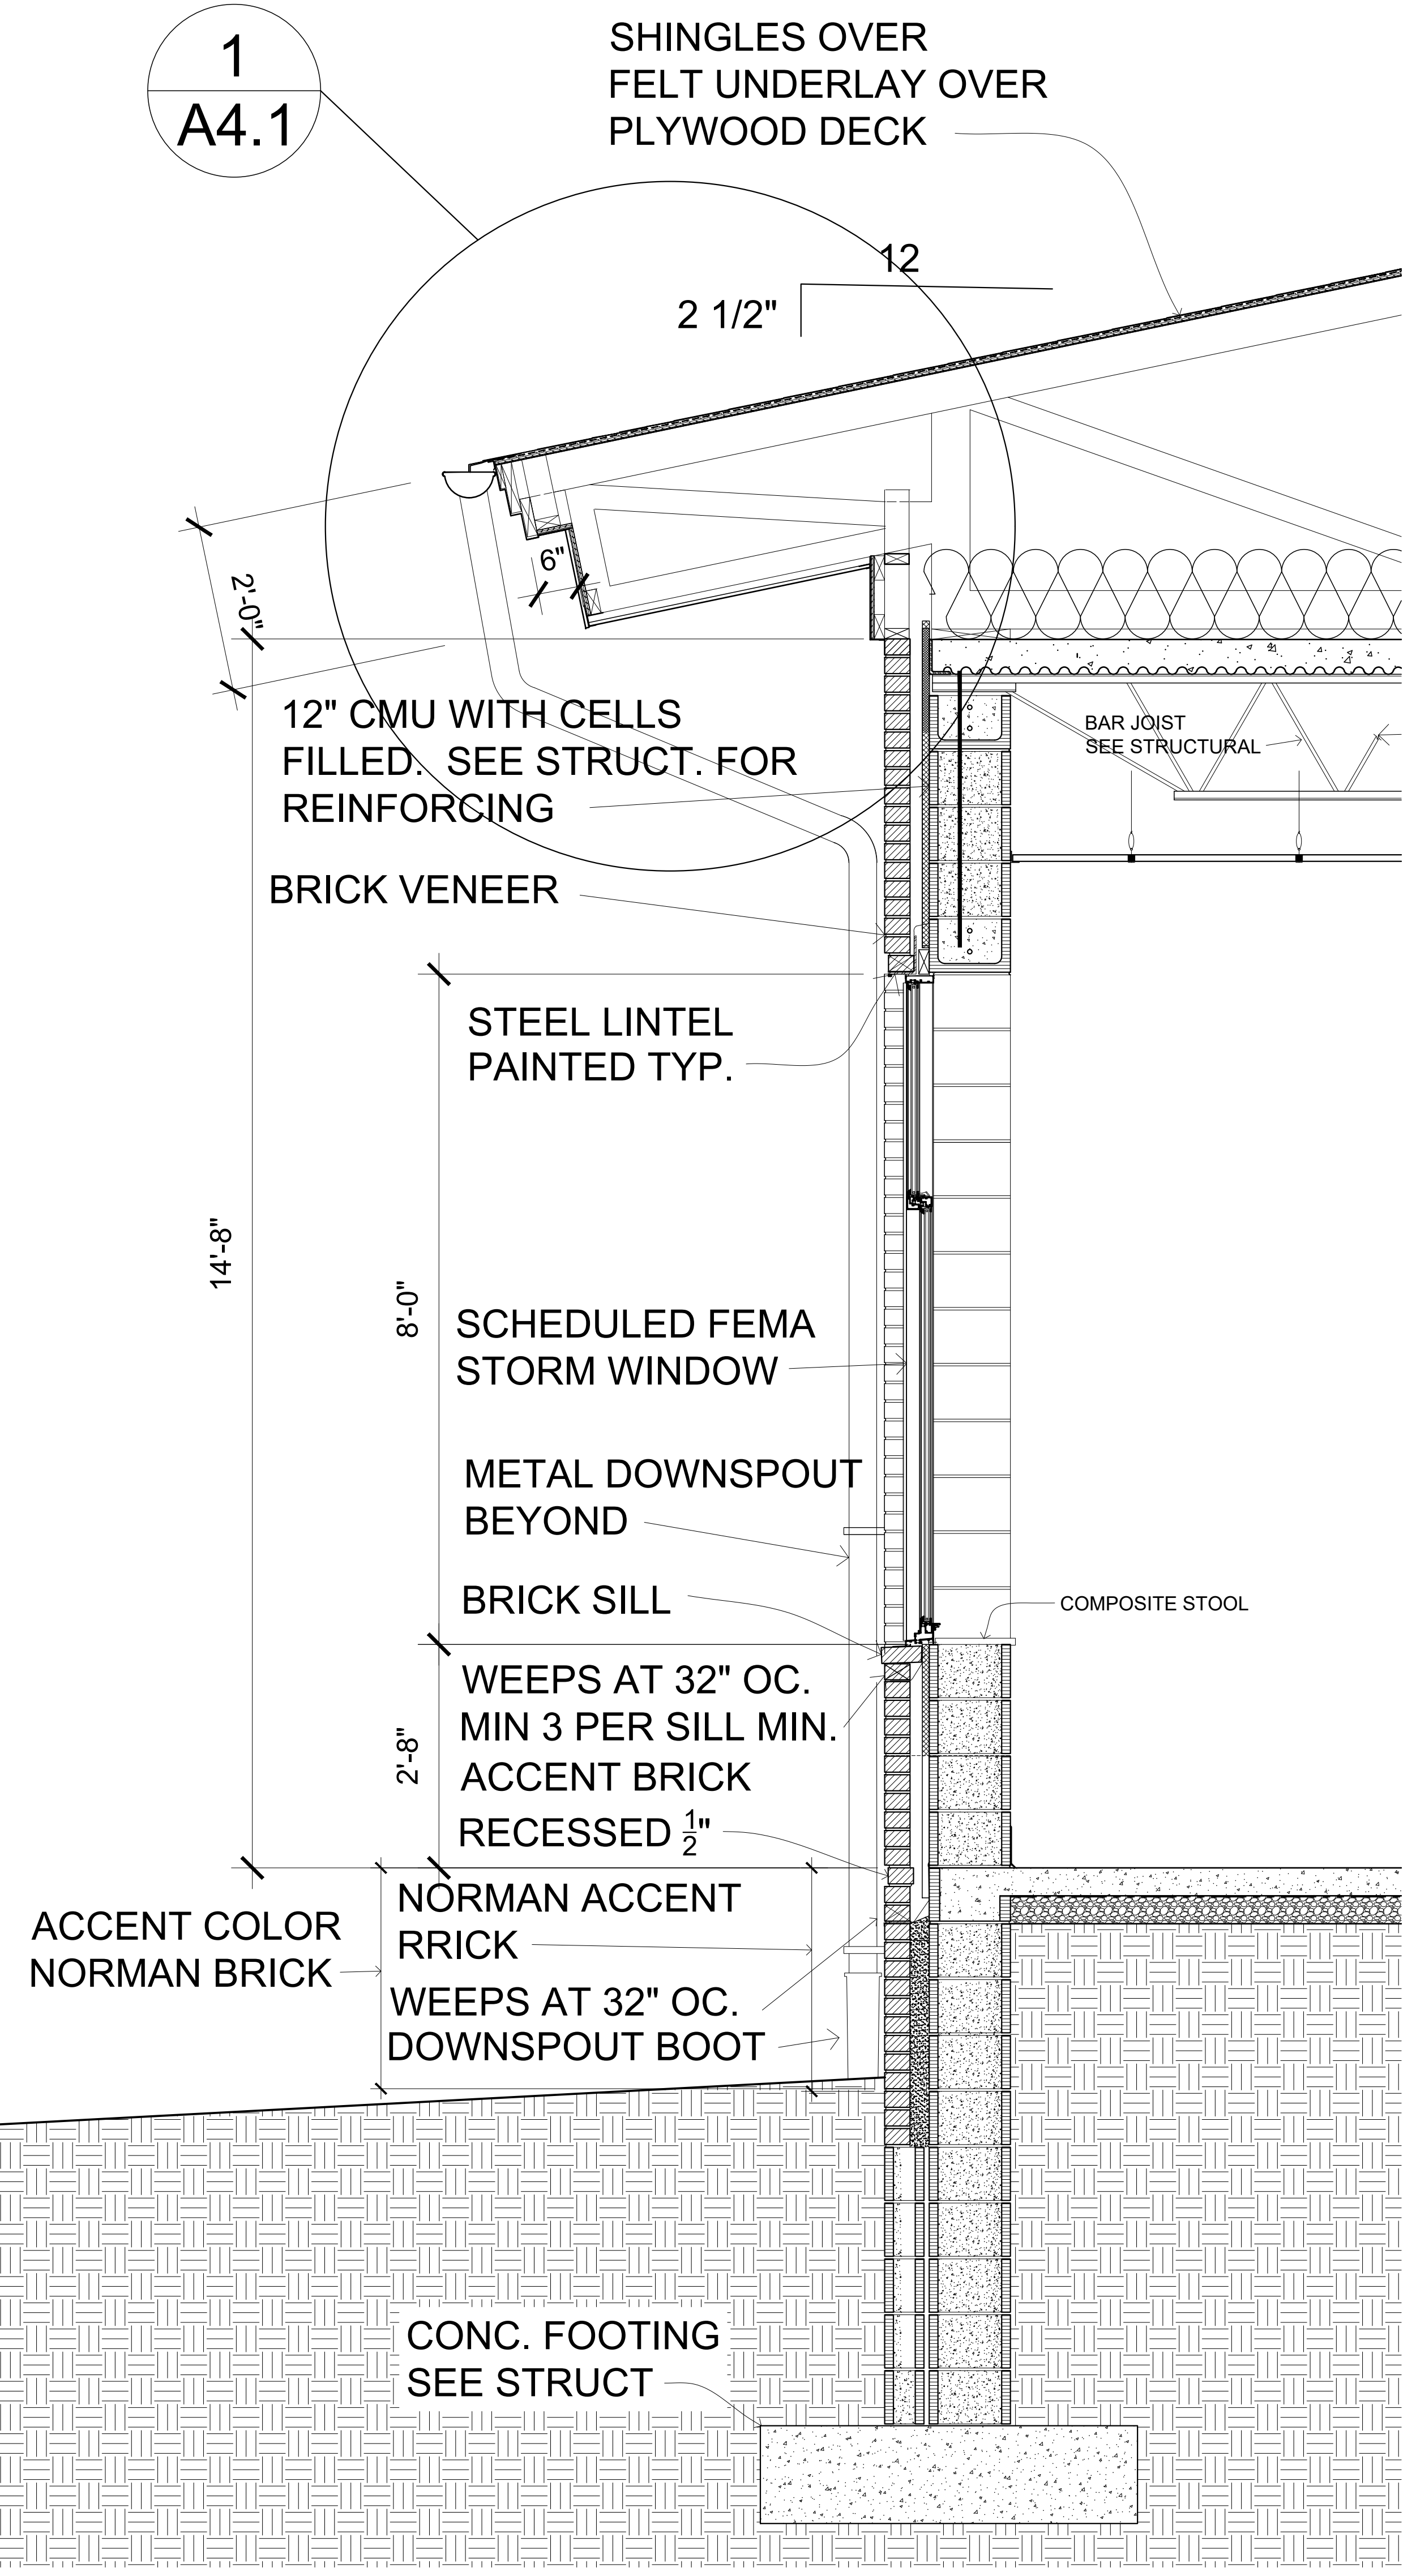 1
A4.1
SHINGLES OVER
FELT UNDERLAY OVER
PLYWOOD DECK
12
2 1/2"
6"
2'-0"
12" CMU WITH CELLS
FILLED.  SEE STRUCT. FOR
REINFORCING
BAR JOIST
SEE STRUCTURAL
BRICK VENEER
STEEL LINTEL
PAINTED TYP.
14'-8"
8'-0"
SCHEDULED FEMA
STORM WINDOW
METAL DOWNSPOUT
BEYOND
BRICK SILL
COMPOSITE STOOL
WEEPS AT 32" OC.
MIN 3 PER SILL MIN.
2'-8"
ACCENT BRICK
RECESSED 1/2"
NORMAN ACCENT
RRICK
ACCENT COLOR
NORMAN BRICK
WEEPS AT 32" OC.
DOWNSPOUT BOOT
CONC. FOOTING
SEE STRUCT